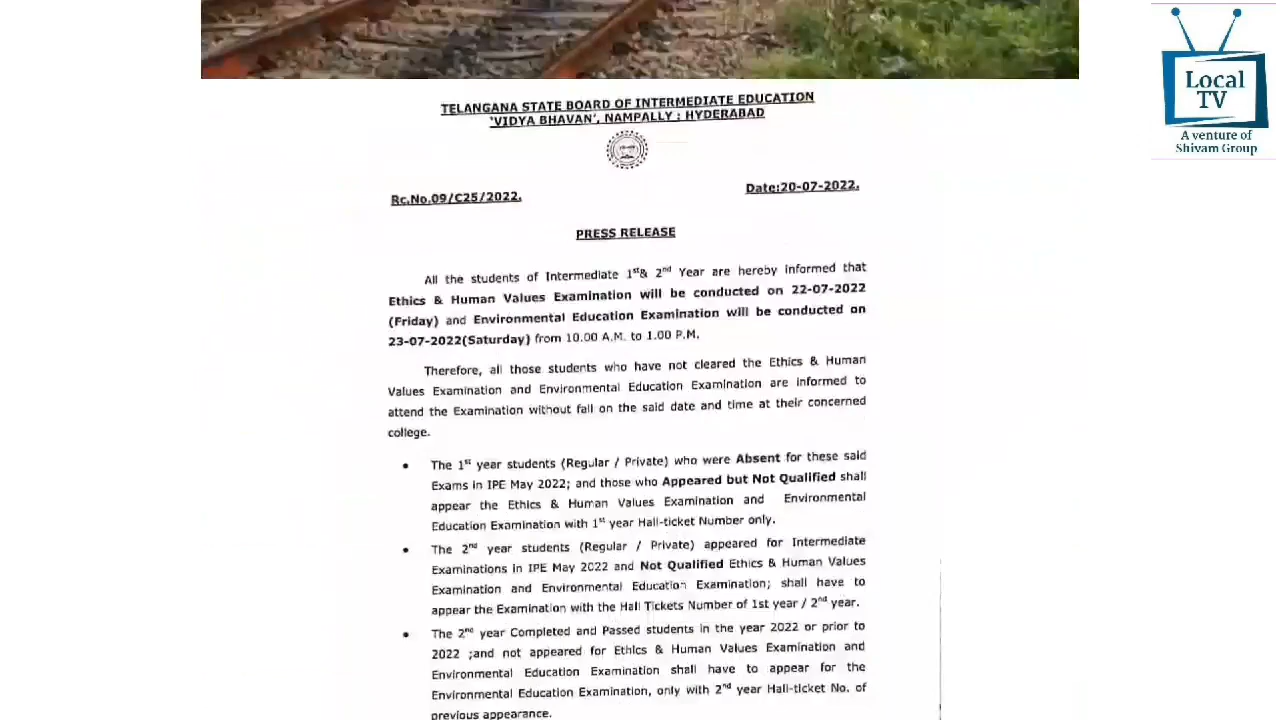 Local
TV
A venture of
Shivam Group
TELANGANA STATE BOARD OF INTERMEDIATE EDUCATION
'VIDYA BHAVAN', NAMPALLY : HYDERABAD
Rc.No.09/C25/2022.
Date:20-07-2022.
PRESS RELEASE
All the students of Intermediate 1st& 2nd Year are hereby informed that
Ethics & Human Values Examination will be conducted on 22-07-2022
(Friday) and Environmental Education Examination will be conducted on
23-07-2022(Saturday) from 10.00 A.M. to 1.00 P.M.
Therefore, all those students who have not cleared the Ethics & Human
Values Examination and Environmental Education Examination are informed to
attend the Examination without fail on the said date and time at their concerned
college.
• The 1st year students (Regular / Private) who were Absent for these said
Exams in IPE May 2022; and those who Appeared but Not Qualified shall
appear the Ethics & Human Values Examination and Environmental
Education Examination with 1st year Hall-ticket Number only.
• The 2nd year students (Regular / Private) appeared for Intermediate
Examinations in IPE May 2022 and Not Qualified Ethics & Human Values
Examination and Environmental Education Examination; shall have to
appear the Examination with the Hall Tickets Number of 1st year / 2nd year.
• The 2nd year Completed and Passed students in the year 2022 or prior to
2022 ;and not appeared for Ethics & Human Values Examination and
Environmental Education Examination shall have to appear for the
Environmental Education Examination, only with 2nd year Hall-ticket No. of
previous appearance.